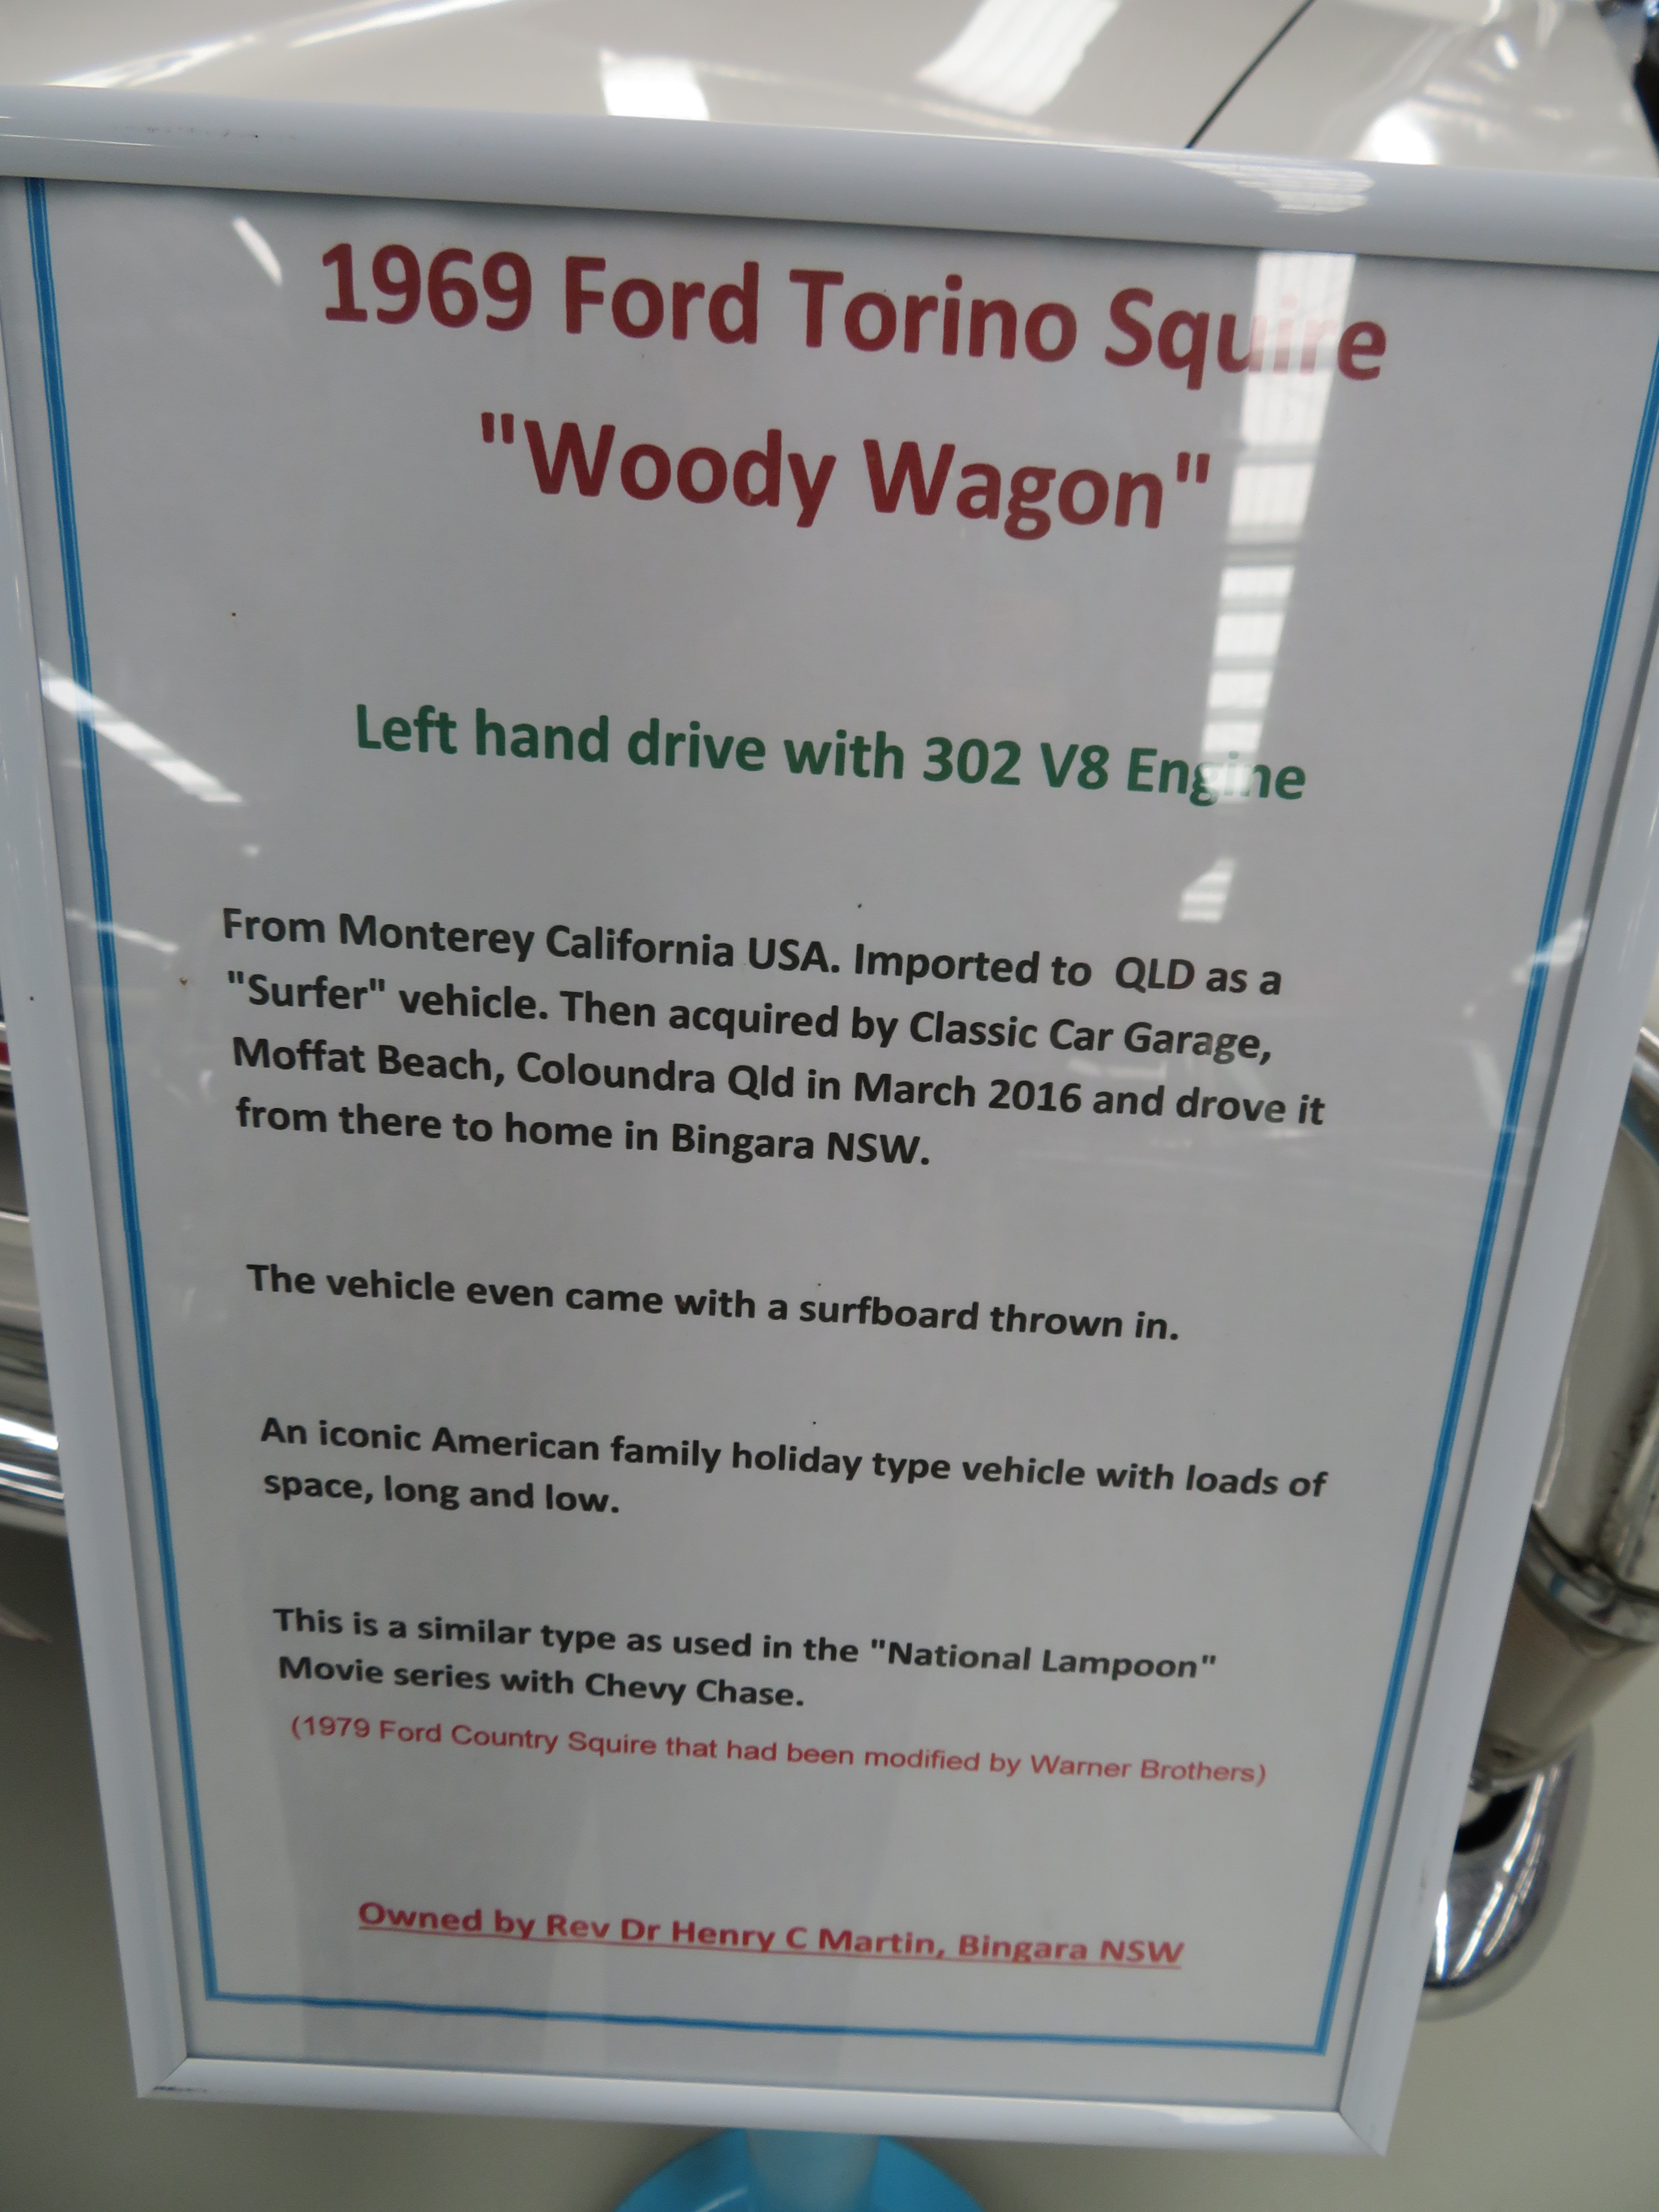 1969 Ford Torino Squire
"Woody Wagon"
Left hand drive with 302 V8 Engine
From Monterey California USA. Imported to QLD as a
"Surfer" vehicle. Then acquired by Classic Car Garage,
Moffat Beach, Coloundra Qld in March 2016 and drove it
from there to home in Bingara NSW.
The vehicle even came with a surfboard thrown in.
An iconic American family holiday type vehicle with loads of
space, long and low.
This is a similar type as used in the "National Lampoon"
Movie series with Chevy Chase.
(1979 Ford Country Squire that had been modified by Warner Brothers)
Owned by Rev Dr Henry C Martin, Bingara NSW